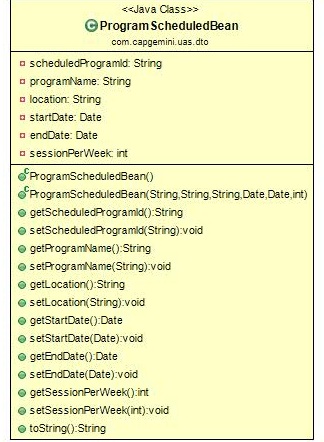 <<Java Class>>
C ProgramScheduledBean
com.capgemini.uas.dto
scheduledProgramId: String
programName: String
location: String
startDate: Date
endDate: Date
sessionPerWeek: int
C ProgramScheduledBean()
C ProgramScheduledBean(String,String,String,Date,Date,int)
getScheduledProgramId():String
setScheduledProgramId(String):void
getProgramName():String
setProgramName(String):void
getLocation():String
setLocation(String):void
getStartDate():Date
setStartDate(Date):void
getEndDate():Date
setEndDate(Date):void
getSessionPerWeek():int
setSessionPerWeek(int):void
toString():String